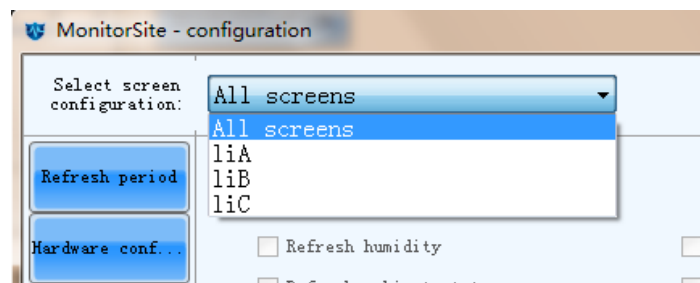 MonitorSite - configuration
Select screen
configuration:
All screens
All screens
liA
liB
liC
Refresh period
Hardware conf...
Refresh humidity